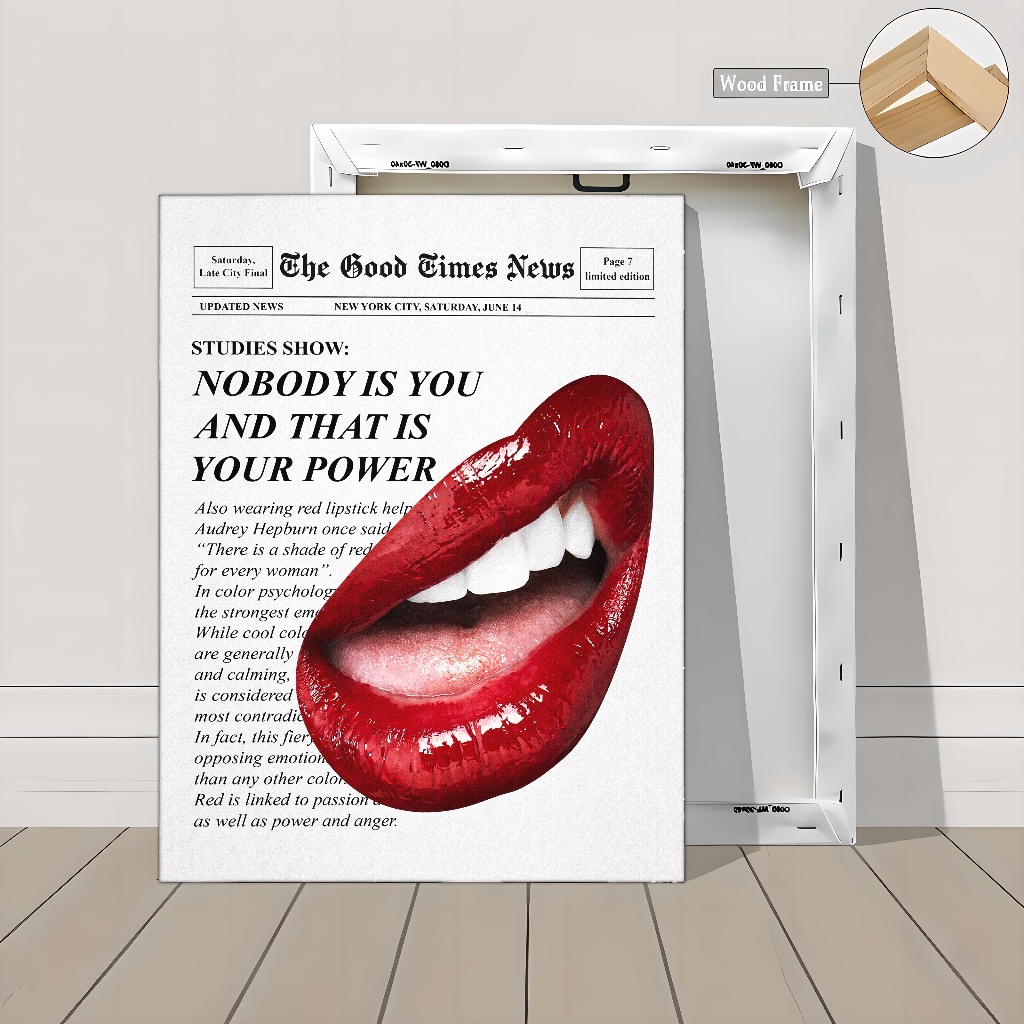 Wood Frame
Saturday,
Late City Final
The Good Times News
Page 7
limited edition
UPDATED NEWS
NEW YORK CITY, SATURDAY, JUNE 14
STUDIES SHOW:
NOBODY IS YOU
AND THAT IS
YOUR POWER
Also wearing red lipstick help
Audrey Hepburn once said
“There is a shade of red
for every woman”.
In color psychology
the strongest em
While cool colo
are generally
and calming,
is considered
most contradic
In fact, this fiery
opposing emotion
than any other color.
Red is linked to passion a
as well as power and anger.